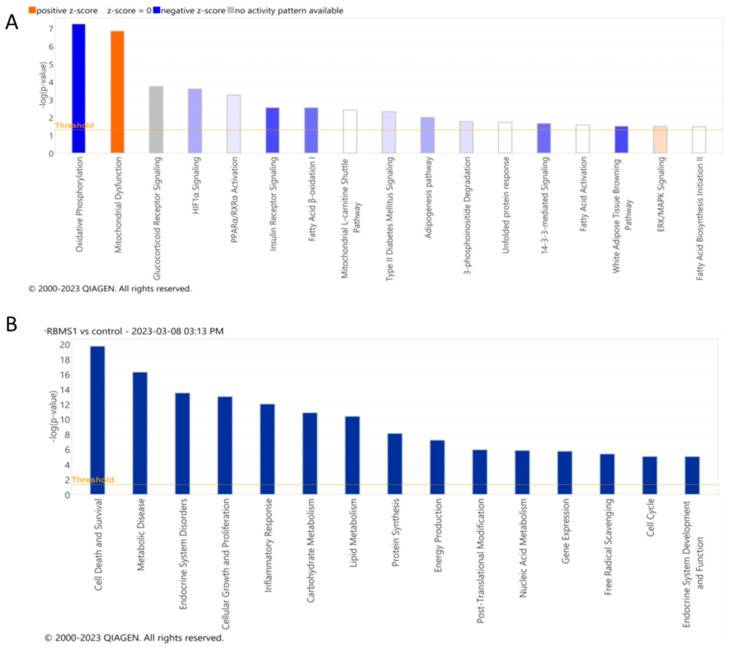 positive z-score z-score = 0 negative z-score no activity pattern available
A
-log(p-value)
7
6
5
4
3
2
1
0
Threshold
Oxidative Phosphorylation
Mitochondrial Dysfunction
Glucocorticoid Receptor Signaling
HIF1α Signaling
PPARα/RXRα Activation
Insulin Receptor Signaling
Fatty Acid β-oxidation I
Mitochondrial L-carnitine Shuttle
Pathway
Type II Diabetes Mellitus Signaling
Adipogenesis pathway
3-phosphoinositide Degradation
Unfolded protein response
14-3-3-mediated Signaling
Fatty Acid Activation
White Adipose Tissue Browning
Pathway
ERK/MAPK Signaling
Fatty Acid Biosynthesis Initiation II
© 2000-2023 QIAGEN. All rights reserved.
B
·RBMS1 vs control - 2023-03-08 03:13 PM
-log(p-value)
20
18
16
14
12
10
8
6
4
2
0
Threshold
Cell Death and Survival
Metabolic Disease
Endocrine System Disorders
Cellular Growth and Proliferation
Inflammatory Response
Carbohydrate Metabolism
Lipid Metabolism
Protein Synthesis
Energy Production
Post-Translational Modification
Nucleic Acid Metabolism
Gene Expression
Free Radical Scavenging
Cell Cycle
Endocrine System Development
and Function
© 2000-2023 QIAGEN. All rights reserved.